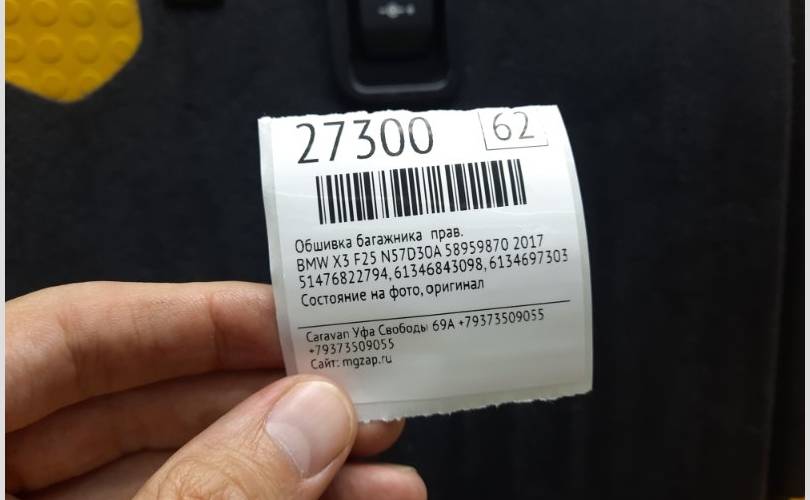 27300 62
Обшивка багажника прав.
BMW X3 F25 N57D30A 58959870 2017
51476822794, 61346843098, 6134697303
Состояние на фото, оригинал
Caravan Уфа Свободы 69А +79373509055
+79373509055
Сайт: mgzap.ru